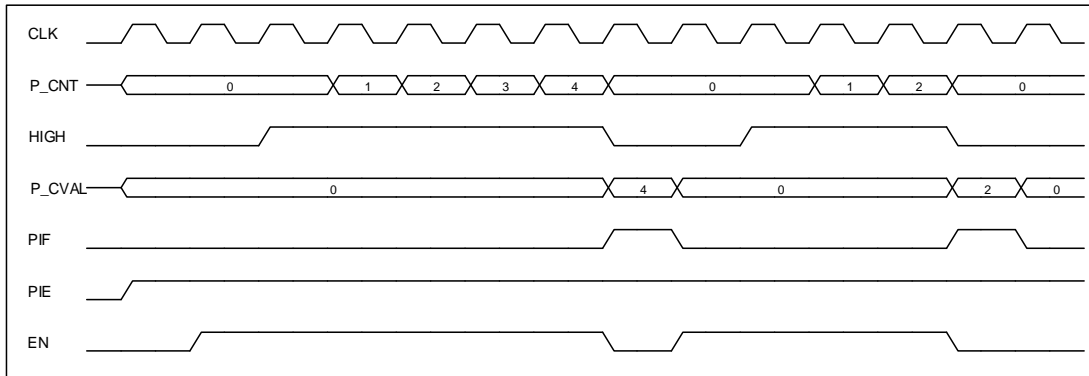 CLK
P_CNT 0 1 2 3 4 0 1 2 0
HIGH
P_CVAL 0 4 0 2 0
PIF
PIE
EN